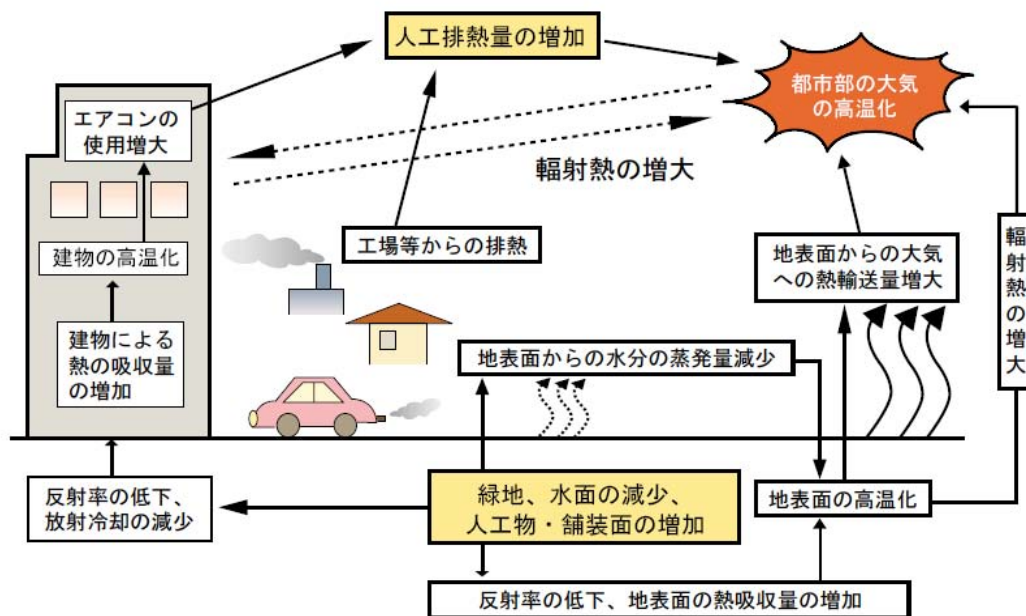 人工排熱量の増加
都市部の大気
の高温化
エアコンの
使用増大
輻射熱の増大
工場等からの排熱
建物の高温化
地表面からの大気
への熱輸送量増大
輻射熱の増大
建物による
熱の吸収量
の増加
地表面からの水分の蒸発量減少
反射率の低下、
放射冷却の減少
緑地、水面の減少、
人工物・舗装面の増加
地表面の高温化
反射率の低下、地表面の熱吸収量の増加